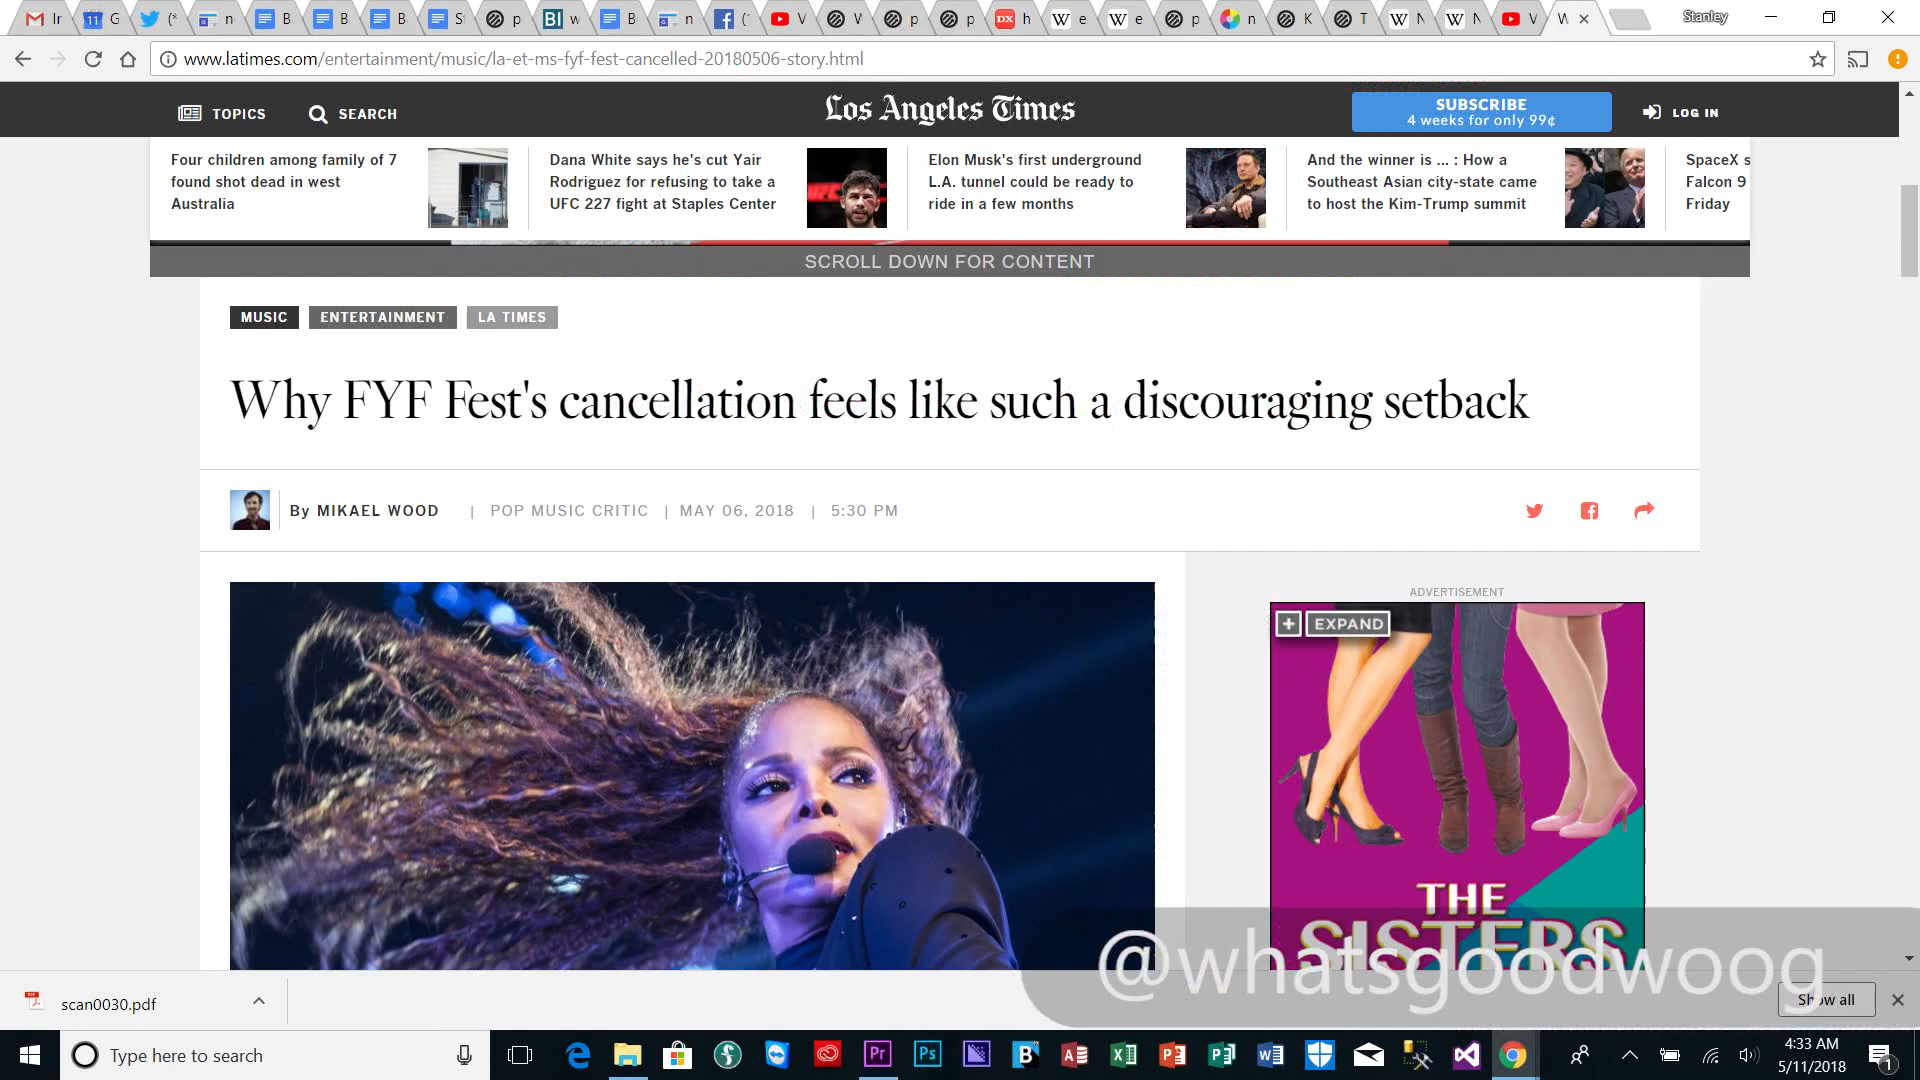 Ir
G
(*
n
B
B
B
S
p
w
B
n
(
V
W
p
p
h
e
e
p
n
K
T
N
N
V
W
Stanley
www.latimes.com/entertainment/music/la-et-ms-fyf-fest-cancelled-20180506-story.html
TOPICS
SEARCH
Los Angeles Times
SUBSCRIBE
4 weeks for only 99¢
LOG IN
Four children among family of 7
found shot dead in west
Australia
Dana White says he's cut Yair
Rodriguez for refusing to take a
UFC 227 fight at Staples Center
Elon Musk's first underground
L.A. tunnel could be ready to
ride in a few months
And the winner is ... : How a
Southeast Asian city-state came
to host the Kim-Trump summit
SpaceX s
Falcon 9
Friday
SCROLL DOWN FOR CONTENT
MUSIC
ENTERTAINMENT
LA TIMES
Why FYF Fest's cancellation feels like such a discouraging setback
By MIKAEL WOOD | POP MUSIC CRITIC | MAY 06, 2018 | 5:30 PM
ADVERTISEMENT
+ EXPAND
THE
SISTERS
@whatsgoodwoog
scan0030.pdf
Show all
Type here to search
4:33 AM
5/11/2018
1